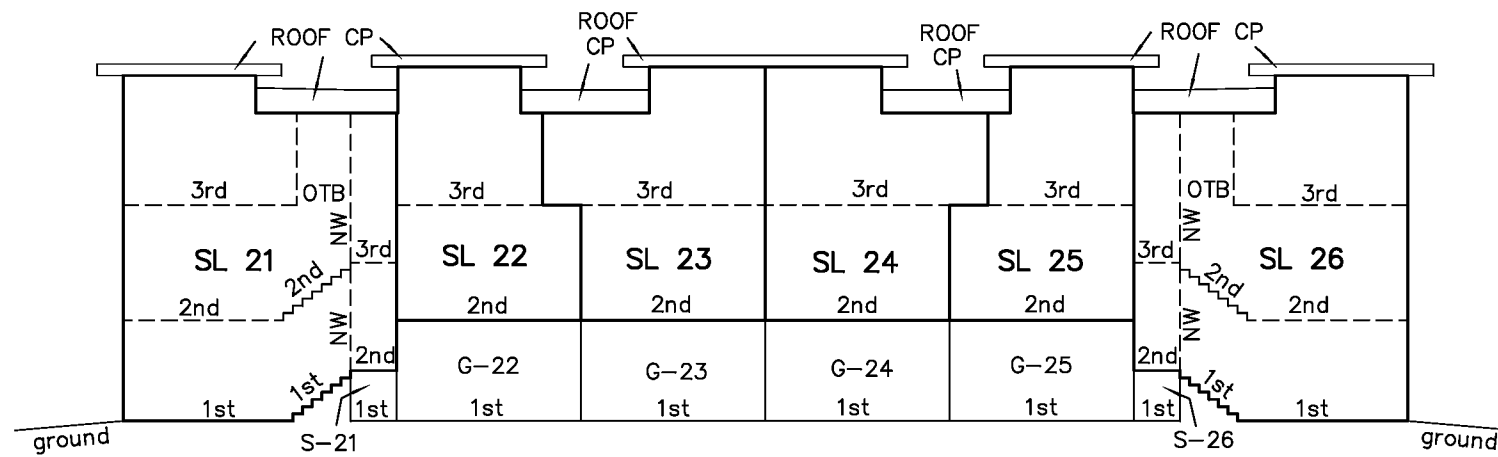 ROOF CP
ROOF
CP
ROOF
CP
ROOF CP
3rd
OTB
3rd
3rd
3rd
3rd
OTB
3rd
NW
NW
SL 21
2nd
3rd
SL 22
SL 23
SL 24
SL 25
3rd
2nd
SL 26
2nd
2nd
2nd
2nd
2nd
2nd
NW
NW
2nd
G-22
G-23
G-24
G-25
2nd
1st
1st
1st
1st
1st
1st
1st
1st
1st
1st
ground
S-21
S-26
ground